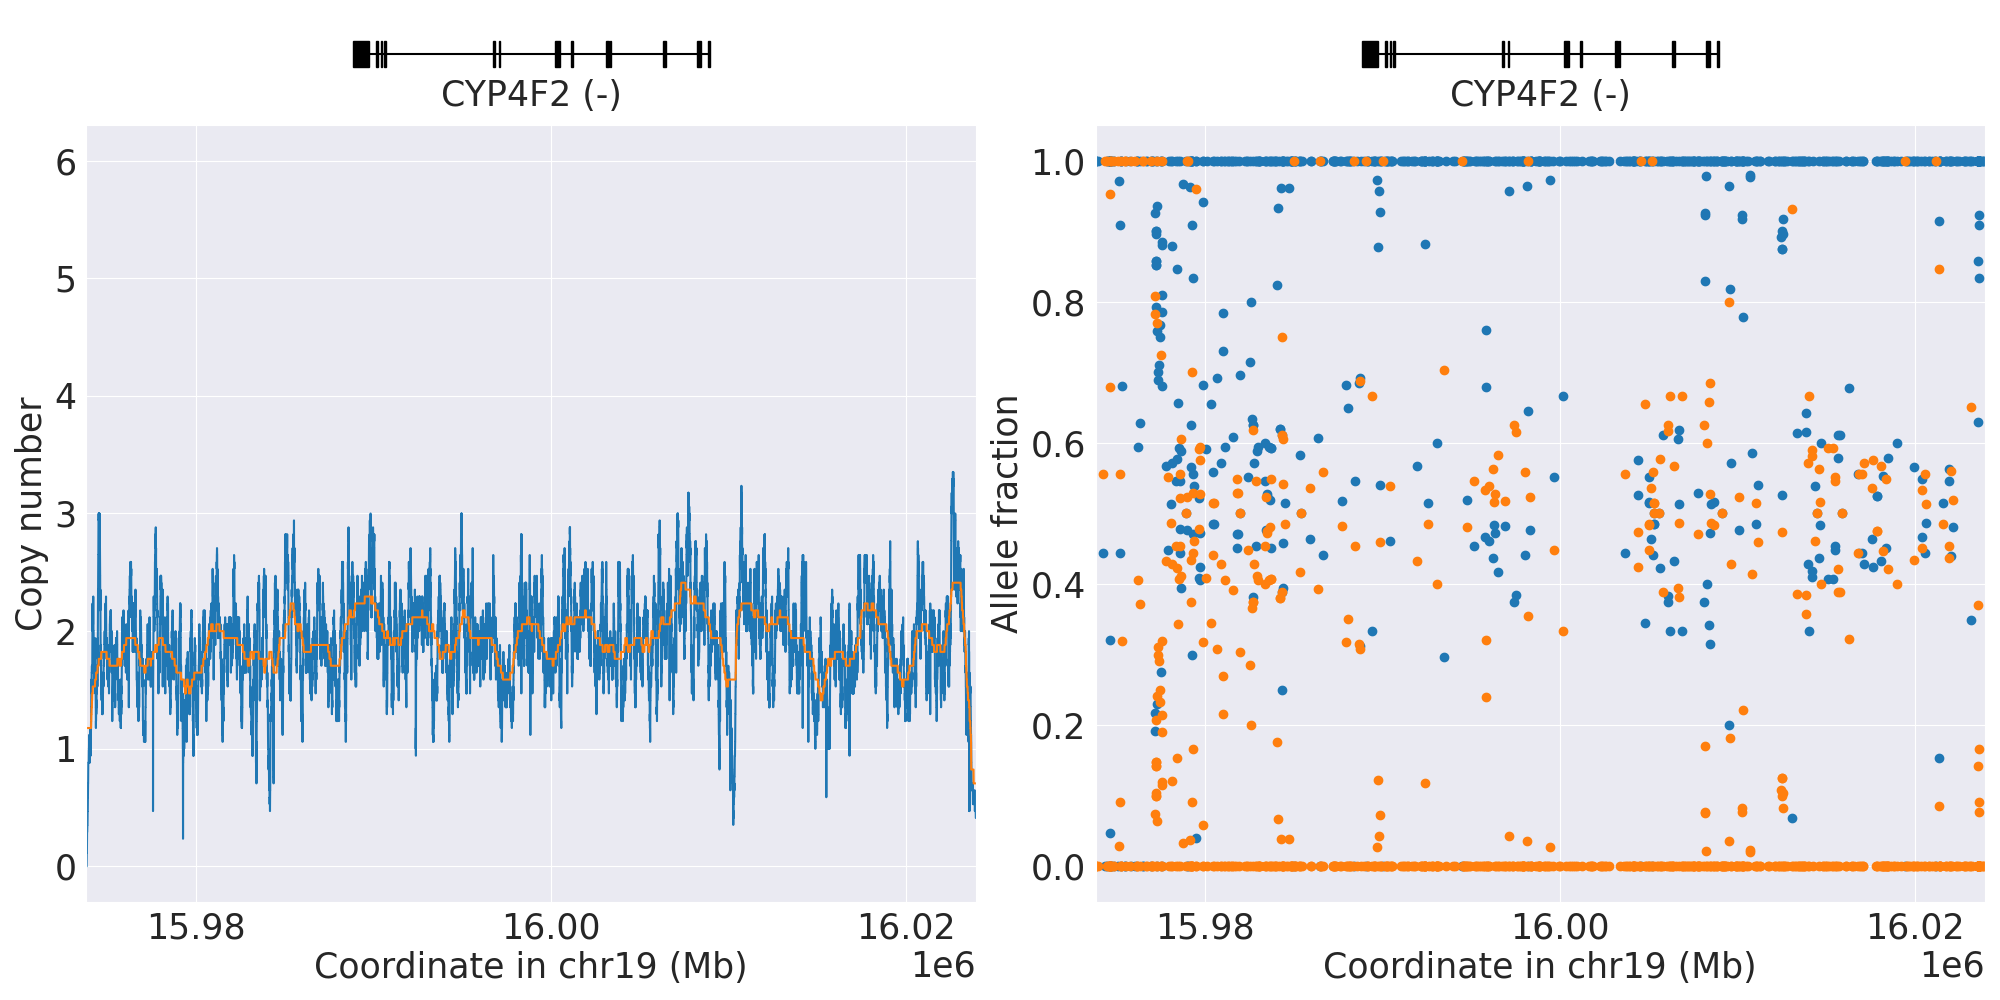 CYP4F2 (-)
6
5
4
3
2
1
0
Copy number
15.98
16.00
16.02
Coordinate in chr19 (Mb)
1e6
CYP4F2 (-)
1.0
0.8
0.6
0.4
0.2
0.0
Allele fraction
15.98
16.00
16.02
Coordinate in chr19 (Mb)
1e6